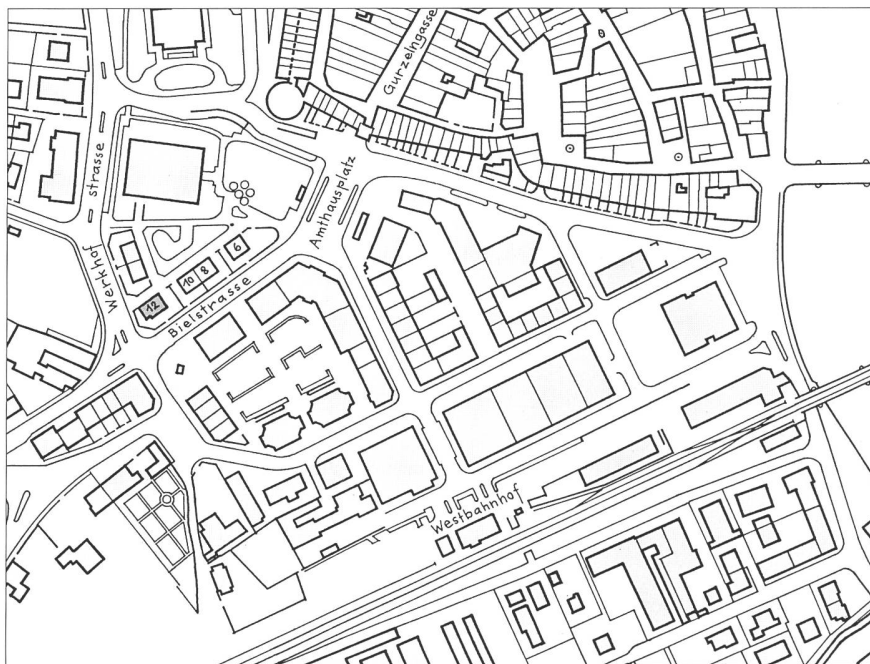 Gurzelngasse
Werkhof
strasse
Amthausplatz
6
8
10
12
Bielstrasse
Westbahnhof